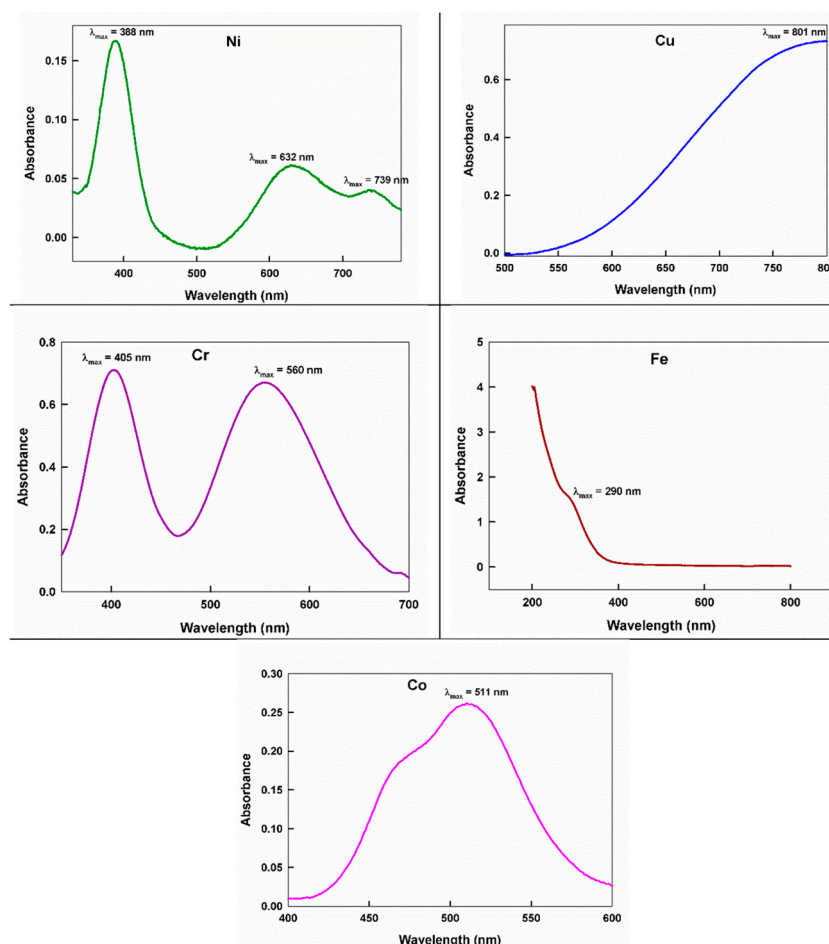 λmax = 388 nm
Ni
0.15
0.10
0.05
0.00
Absorbance
λmax = 632 nm
λmax = 739 nm
400 500 600 700
Wavelength (nm)
λmax = 801 nm
Cu
0.6
0.4
0.2
0.0
Absorbance
500 550 600 650 700 750 800
Wavelength (nm)
0.8
0.6
0.4
0.2
0.0
Absorbance
Cr
λmax = 405 nm
λmax = 560 nm
400 500 600 700
Wavelength (nm)
5
4
3
2
1
0
Absorbance
Fe
λmax = 290 nm
200 400 600 800
Wavelength (nm)
0.30
0.25
0.20
0.15
0.10
0.05
0.00
Absorbance
Co
λmax = 511 nm
400 450 500 550 600
Wavelength (nm)